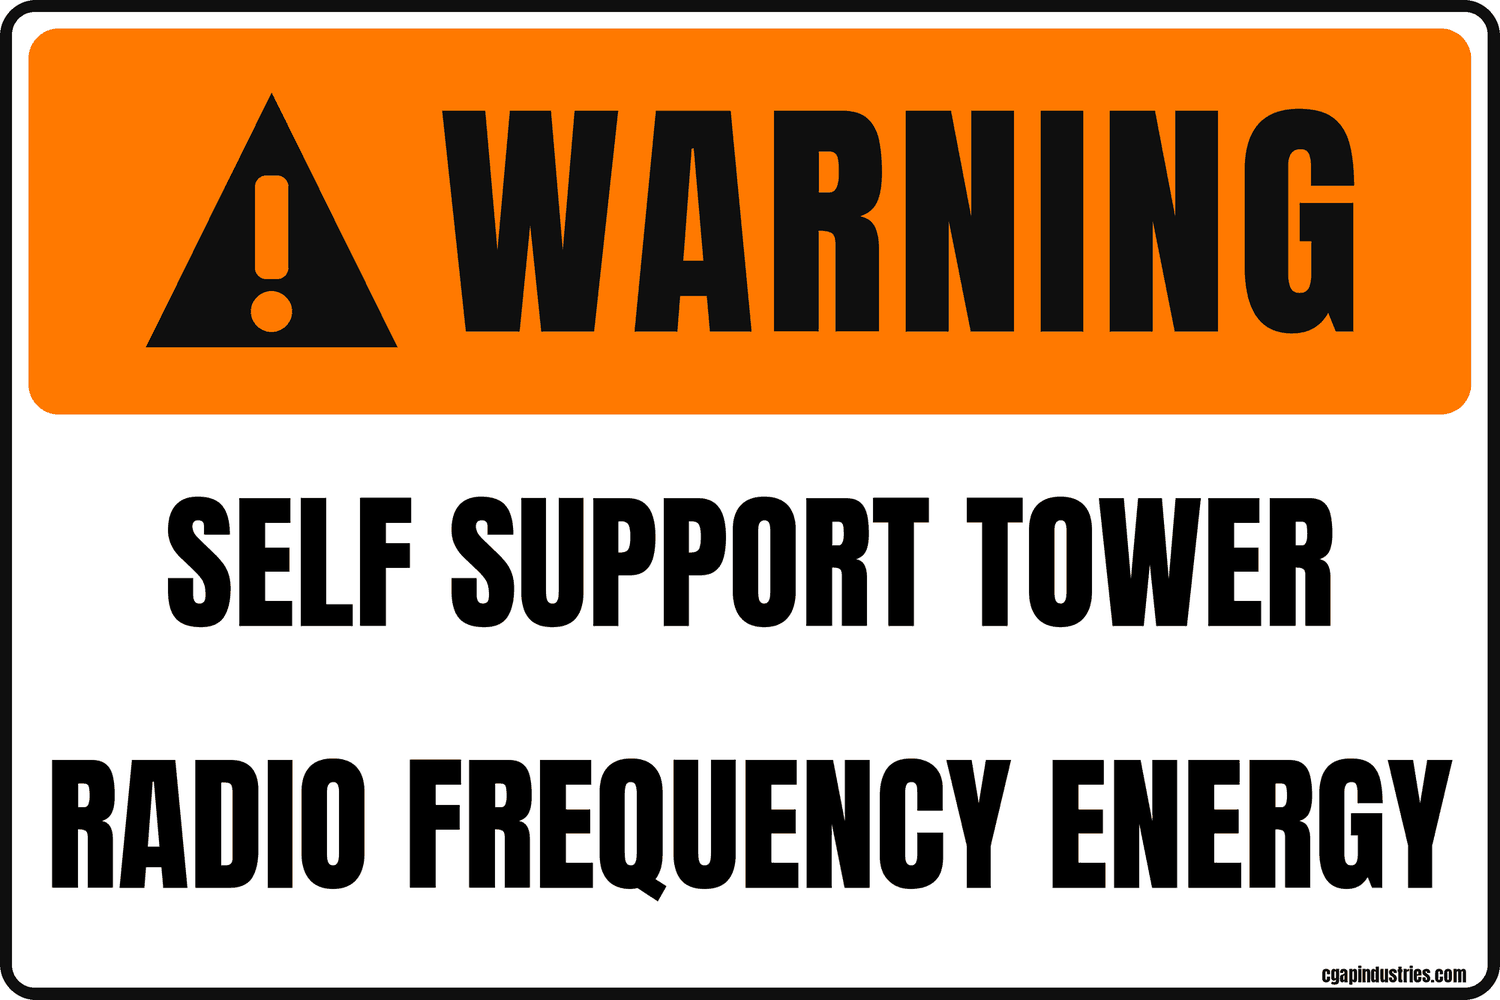 WARNING
SELF SUPPORT TOWER
RADIO FREQUENCY ENERGY
cgapindustries.com